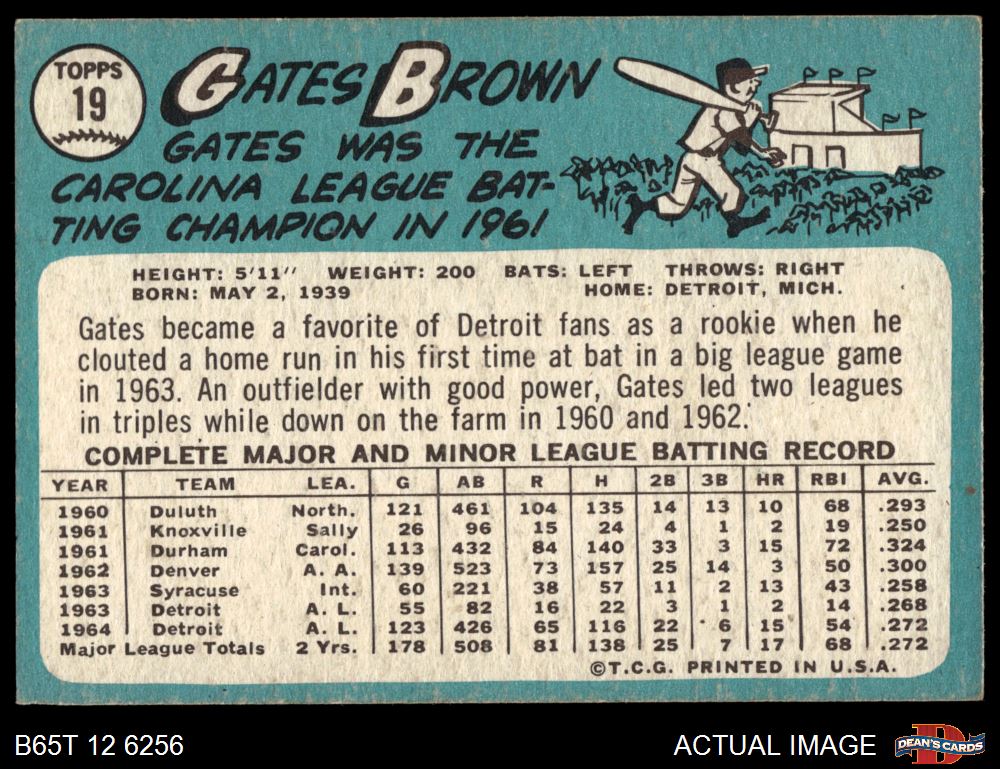 TOPPS
19
GATES BROWN
GATES WAS THE
CAROLINA LEAGUE BAT-
TING CHAMPION IN 1961
HEIGHT: 5'11" WEIGHT: 200 BATS: LEFT THROWS: RIGHT
BORN: MAY 2, 1939 HOME: DETROIT, MICH.
Gates became a favorite of Detroit fans as a rookie when he
clouted a home run in his first time at bat in a big league game
in 1963. An outfielder with good power, Gates led two leagues
in triples while down on the farm in 1960 and 1962.
COMPLETE MAJOR AND MINOR LEAGUE BATTING RECORD
YEAR TEAM LEA. G AB R H 2B 3B HR RBI AVG.
1960 Duluth North. 121 461 104 135 14 13 10 68 .293
1961 Knoxville Sally 26 96 15 24 4 1 2 19 .250
1961 Durham Carol. 113 432 84 140 33 3 15 72 .324
1962 Denver A. A. 139 523 73 157 25 14 3 50 .300
1963 Syracuse Int. 60 221 38 57 11 2 13 43 .258
1963 Detroit A. L. 55 82 16 22 3 1 2 14 .268
1964 Detroit A. L. 123 426 65 116 22 6 15 54 .272
Major League Totals 2 Yrs. 178 508 81 138 25 7 17 68 .272
©T.C.G. PRINTED IN U.S.A.
B65T 12 6256
ACTUAL IMAGE
D
DEAN'S CARDS